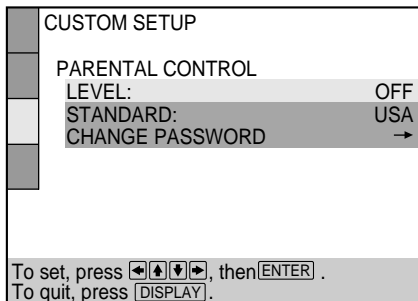 CUSTOM SETUP
PARENTAL CONTROL
LEVEL: OFF
STANDARD: USA
CHANGE PASSWORD →
To set, press ←↑↓→, then ENTER .
To quit, press DISPLAY .